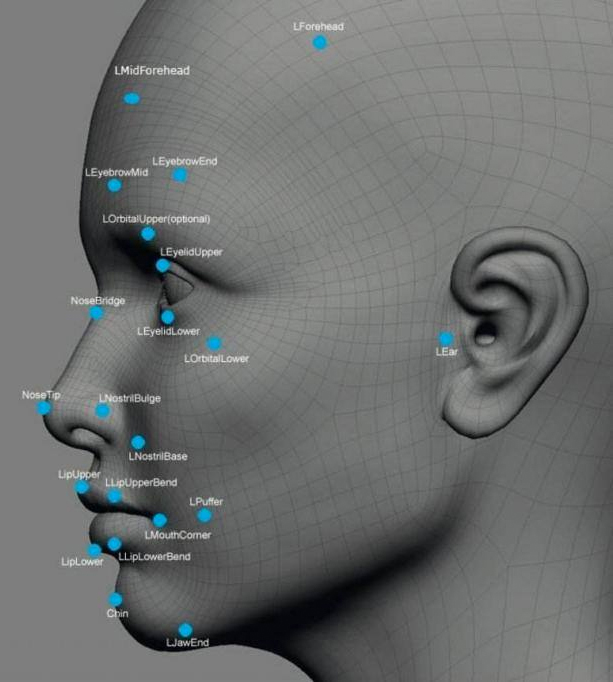 LForehead
LMidForehead
LEyebrowEnd
LEyebrowMid
LOrbitalUpper(optional)
LEyelidUpper
NoseBridge
LEyelidLower
LOrbitalLower
LEar
NoseTip
LNostrilBulge
LNostrilBase
LipUpper
LLipUpperBend
LPuffer
LMouthCorner
LLipLowerBend
LipLower
Chin
LJawEnd